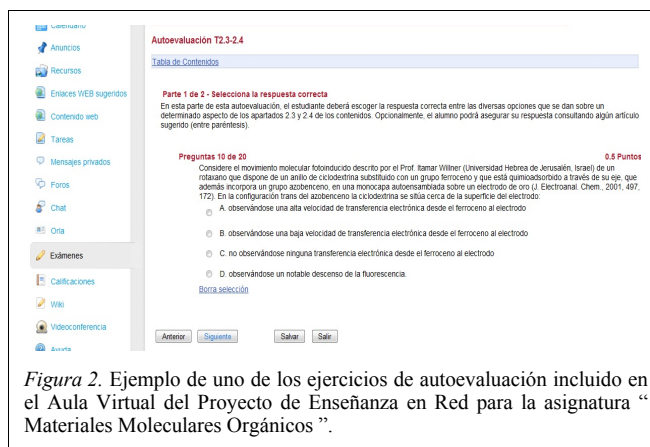 Calendario
Autoevaluación T2.3-2.4
Anuncios
Tabla de Contenidos
Recursos
Enlaces WEB sugeridos
Contenido web
Tareas
Mensajes privados
Foros
Chat
Orla
Exámenes
Calificaciones
Wiki
Videoconferencia
Ayuda
Parte 1 de 2 - Selecciona la respuesta correcta
En esta parte de esta autoevaluación, el estudiante deberá escoger la respuesta correcta entre las diversas opciones que se dan sobre un
determinado aspecto de los apartados 2.3 y 2.4 de los contenidos. Opcionalmente, el alumno podrá asegurar su respuesta consultando algún artículo
sugerido (entre paréntesis).
Preguntas 10 de 20 0.5 Puntos
Considere el movimiento molecular fotoinducido descrito por el Prof. Itamar Willner (Universidad Hebrea de Jerusalén, Israel) de un
rotaxano que dispone de un anillo de ciclodextrina substituido con un grupo ferroceno y que está quimioadsorbido a través de su eje, que
además incorpora un grupo azobenceno, en una monocapa autoensamblada sobre un electrodo de oro (J. Electroanal. Chem., 2001, 497,
172). En la configuración trans del azobenceno la ciclodextrina se sitúa cerca de la superficie del electrodo:
A. observándose una alta velocidad de transferencia electrónica desde el ferroceno al electrodo
B. observándose una baja velocidad de transferencia electrónica desde el ferroceno al electrodo
C. no observándose ninguna transferencia electrónica desde el ferroceno al electrodo
D. observándose un notable descenso de la fluorescencia.
Borra selección
Anterior Siguiente Salvar Salir
Figura 2. Ejemplo de uno de los ejercicios de autoevaluación incluido en
el Aula Virtual del Proyecto de Enseñanza en Red para la asignatura “
Materiales Moleculares Orgánicos ”.